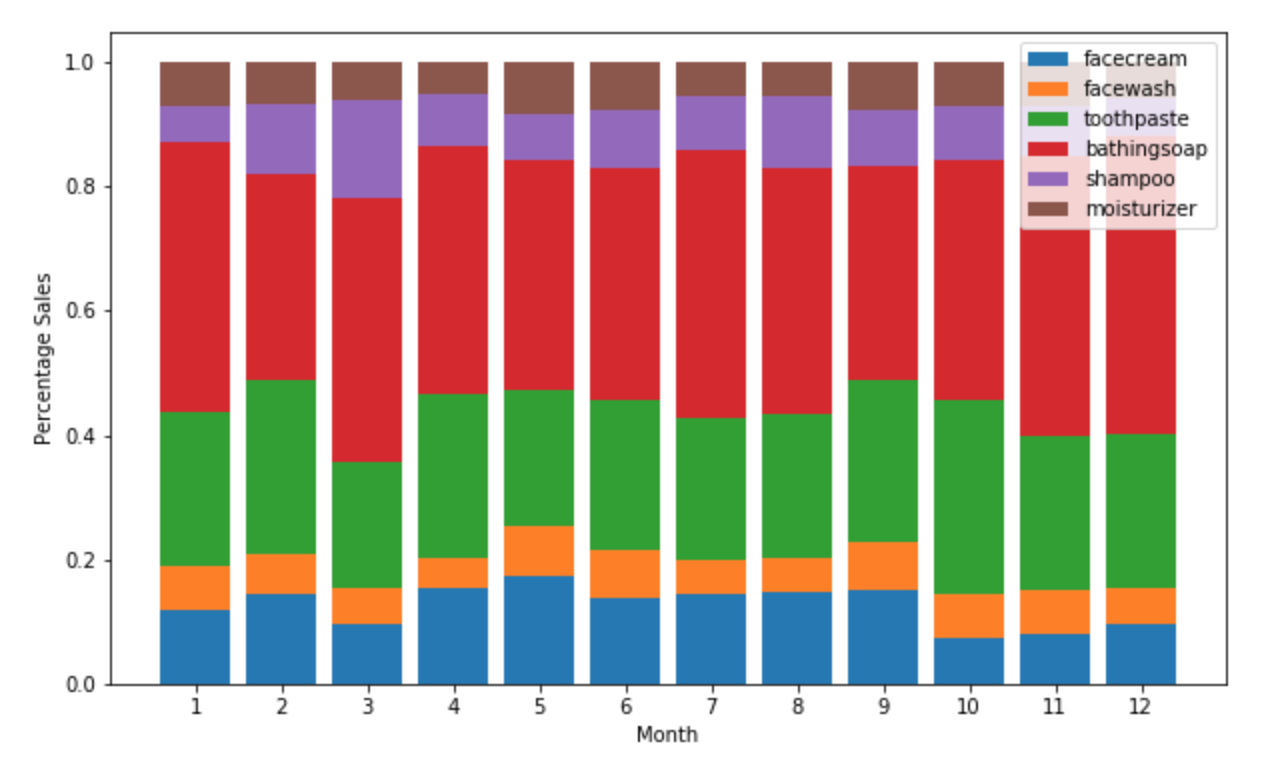 1.0
0.8
0.6
0.4
0.2
0.0
Percentage Sales
facecream
facewash
toothpaste
bathingsoap
shampoo
moisturizer
1 2 3 4 5 6 7 8 9 10 11 12
Month